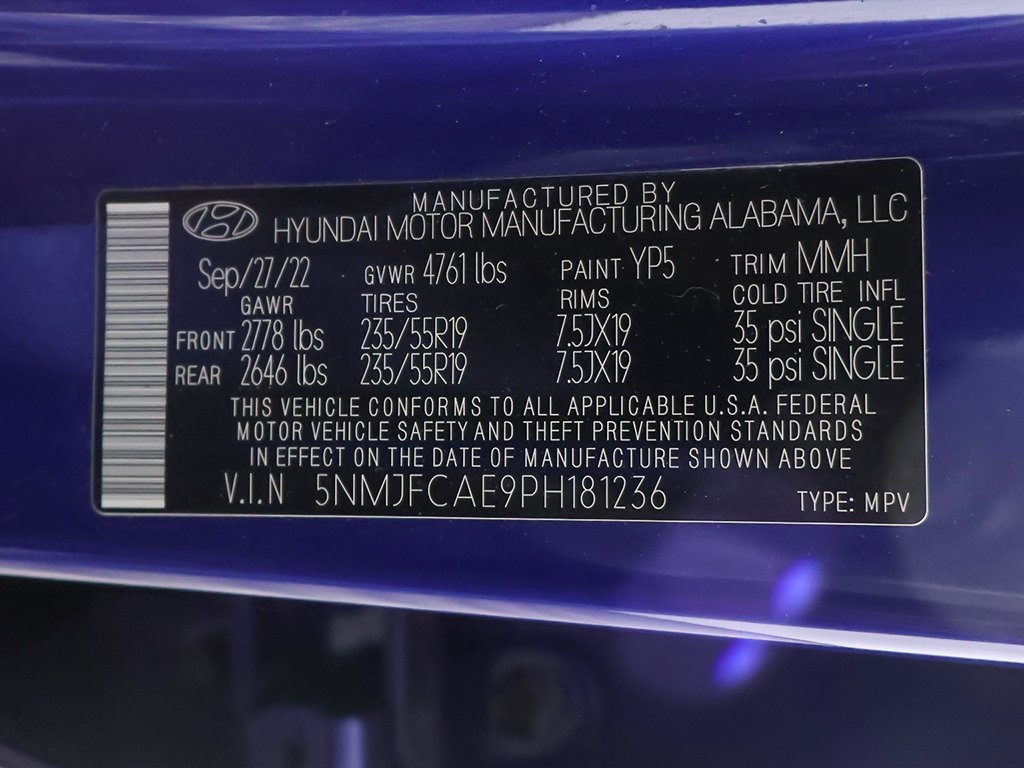 MANUFACTURED BY
HYUNDAI MOTOR MANUFACTURING ALABAMA, LLC
Sep/27/22 GVWR 4761 lbs PAINT YP5 TRIM MMH
GAWR TIRES RIMS COLD TIRE INFL
FRONT 2778 lbs 235/55R19 7.5JX19 35 psi SINGLE
REAR 2646 lbs 235/55R19 7.5JX19 35 psi SINGLE
THIS VEHICLE CONFORMS TO ALL APPLICABLE U.S.A. FEDERAL
MOTOR VEHICLE SAFETY AND THEFT PREVENTION STANDARDS
IN EFFECT ON THE DATE OF MANUFACTURE SHOWN ABOVE
V.I.N 5NMJFCAE9PH181236 TYPE: MPV